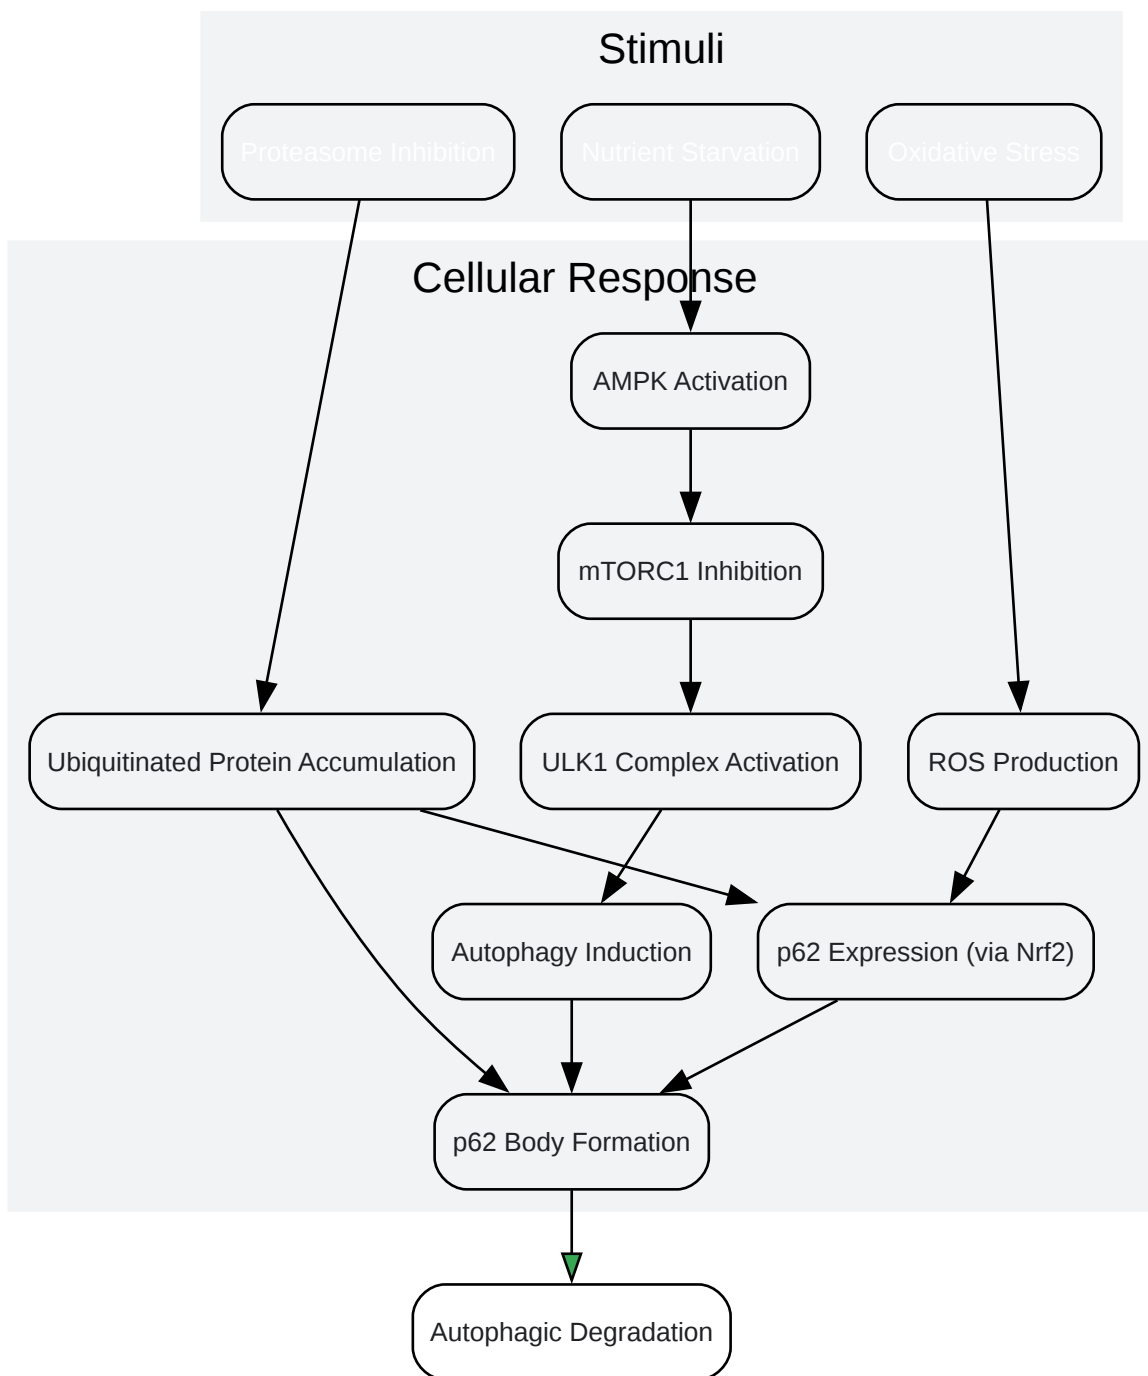 Stimuli
Proteasome Inhibition
Nutrient Starvation
Oxidative Stress
Cellular Response
AMPK Activation
mTORC1 Inhibition
Ubiquitinated Protein Accumulation
ULK1 Complex Activation
ROS Production
Autophagy Induction
p62 Expression (via Nrf2)
p62 Body Formation
Autophagic Degradation